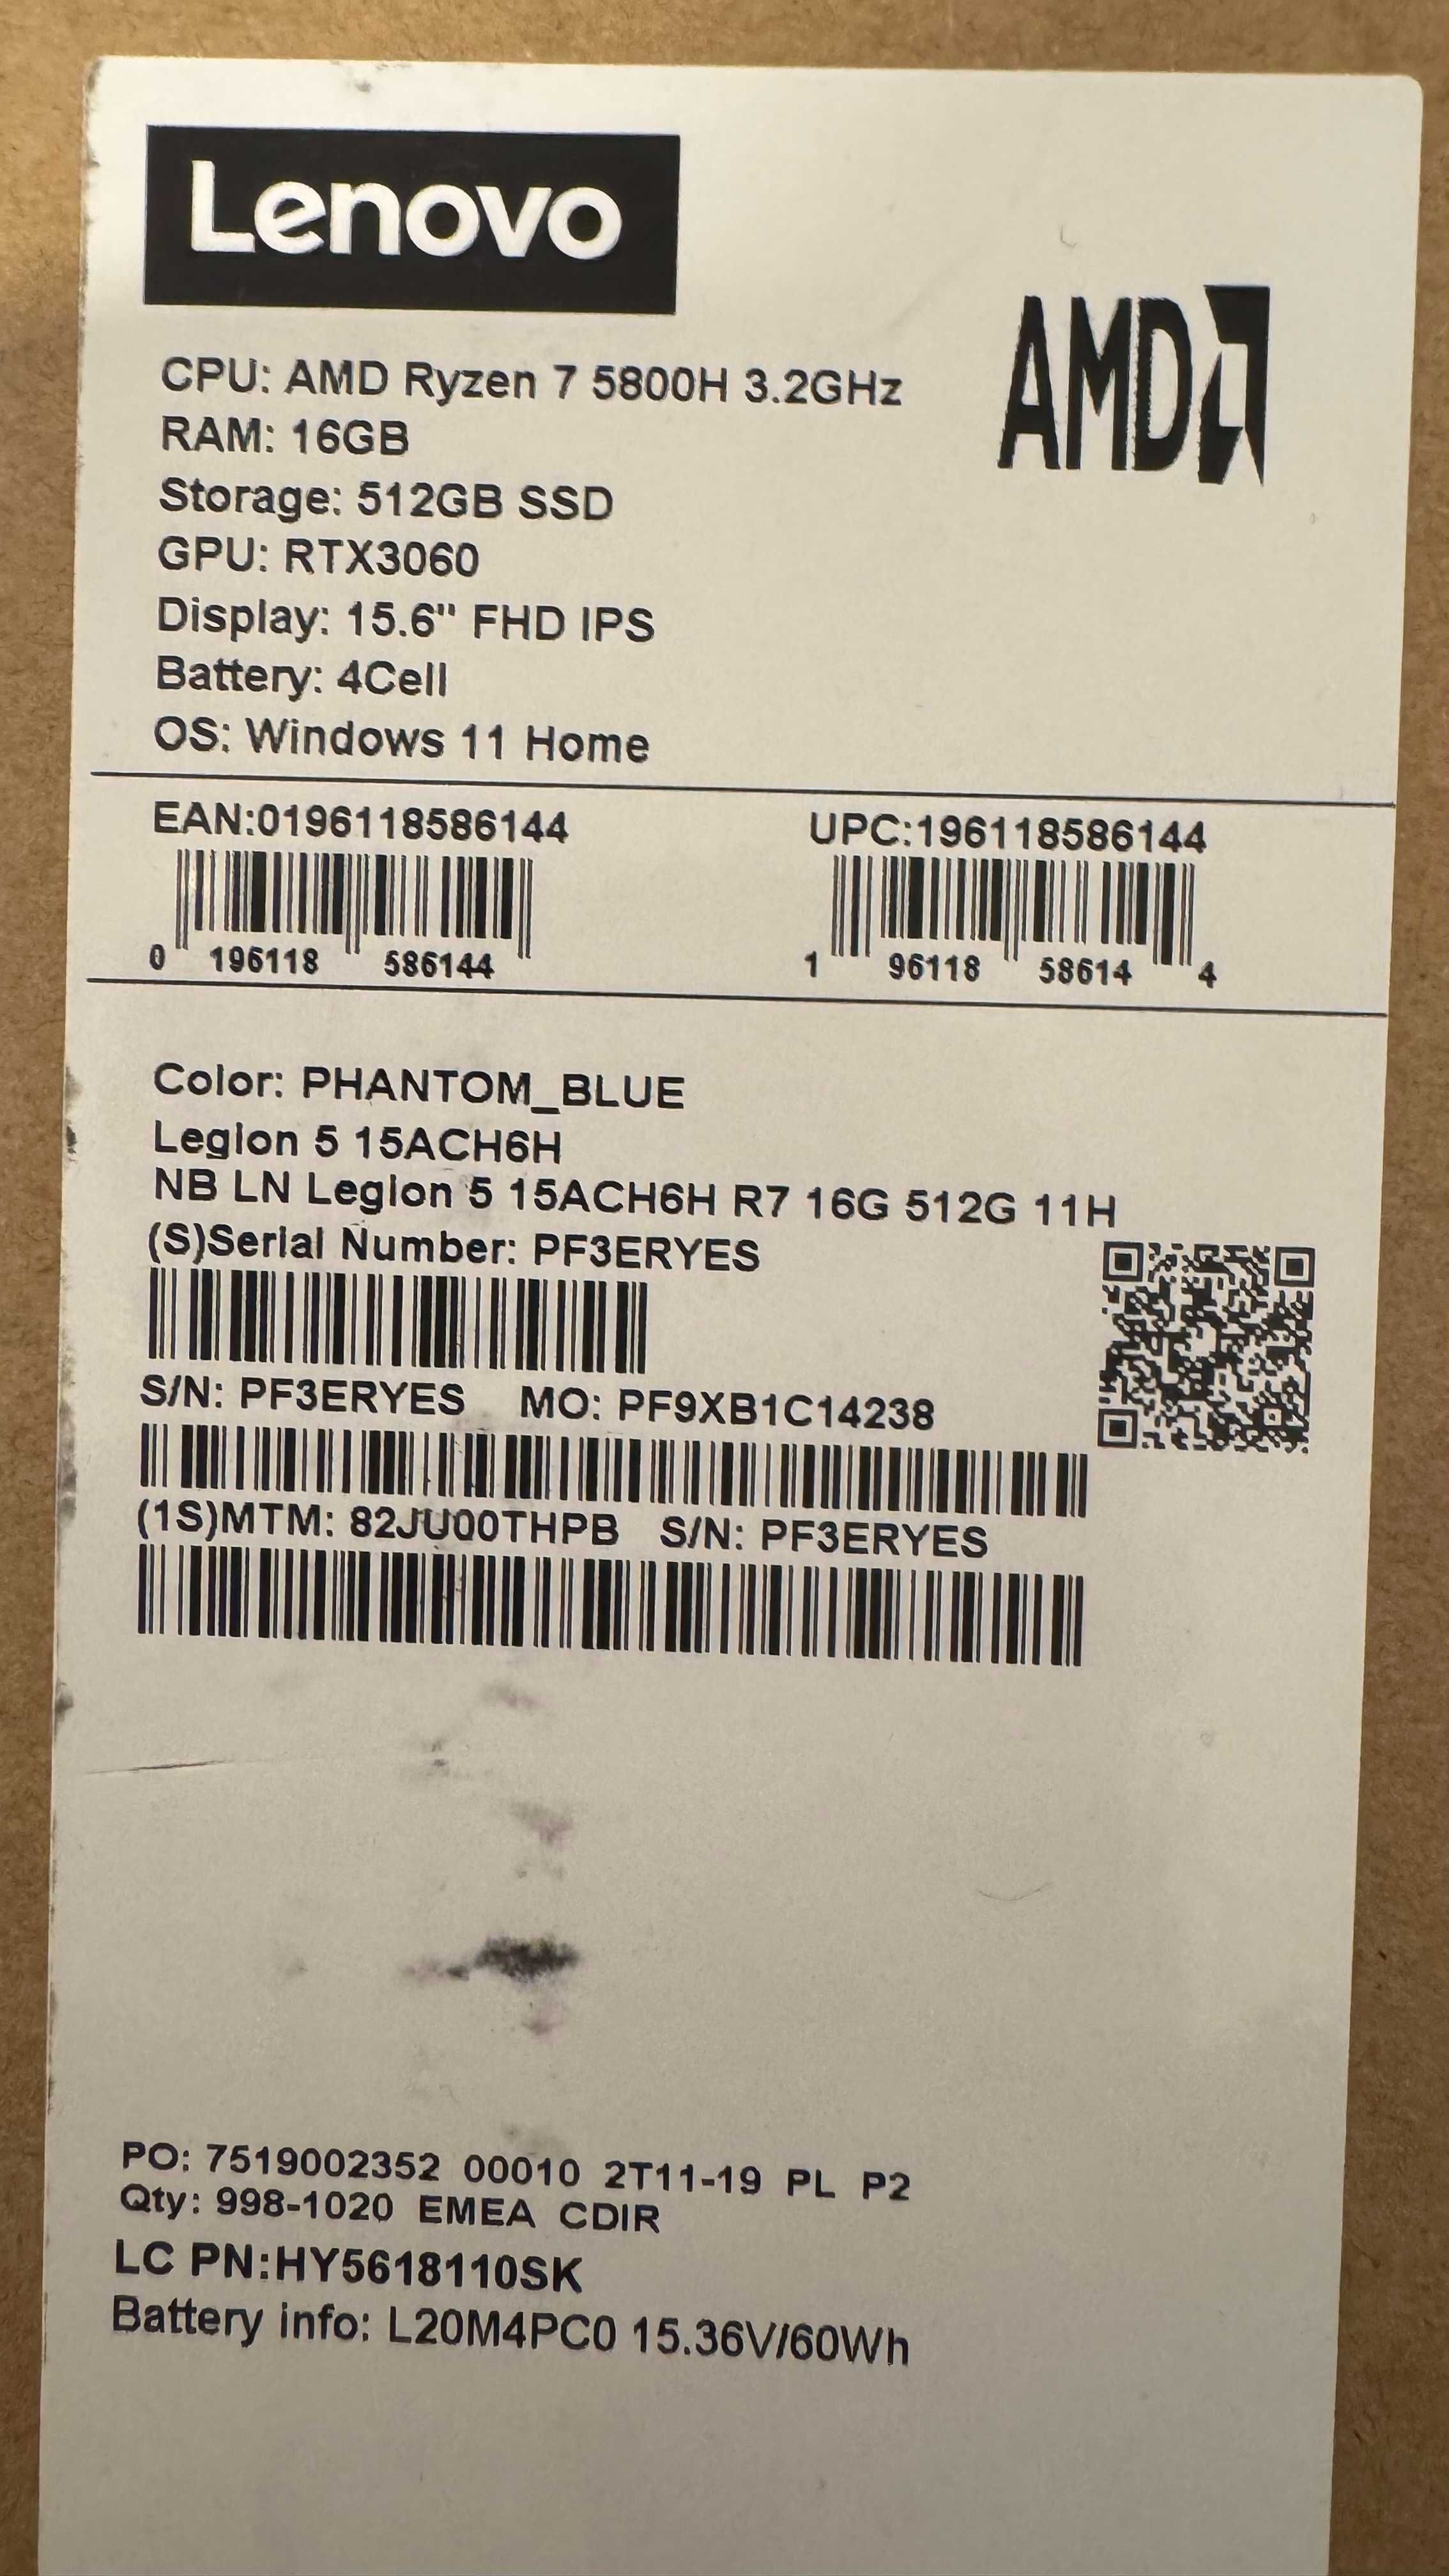 Lenovo
AMD
CPU: AMD Ryzen 7 5800H 3.2GHz
RAM: 16GB
Storage: 512GB SSD
GPU: RTX3060
Display: 15.6" FHD IPS
Battery: 4Cell
OS: Windows 11 Home
EAN:0196118586144 UPC:196118586144
0 196118 586144 1 96118 58614 4
Color: PHANTOM_BLUE
Legion 5 15ACH6H
NB LN Legion 5 15ACH6H R7 16G 512G 11H
(S)Serial Number: PF3ERYES
S/N: PF3ERYES MO: PF9XB1C14238
(1S)MTM: 82JU00THPB S/N: PF3ERYES
PO: 7519002352 00010 2T11-19 PL P2
Qty: 998-1020 EMEA CDIR
LC PN:HY5618110SK
Battery info: L20M4PC0 15.36V/60Wh